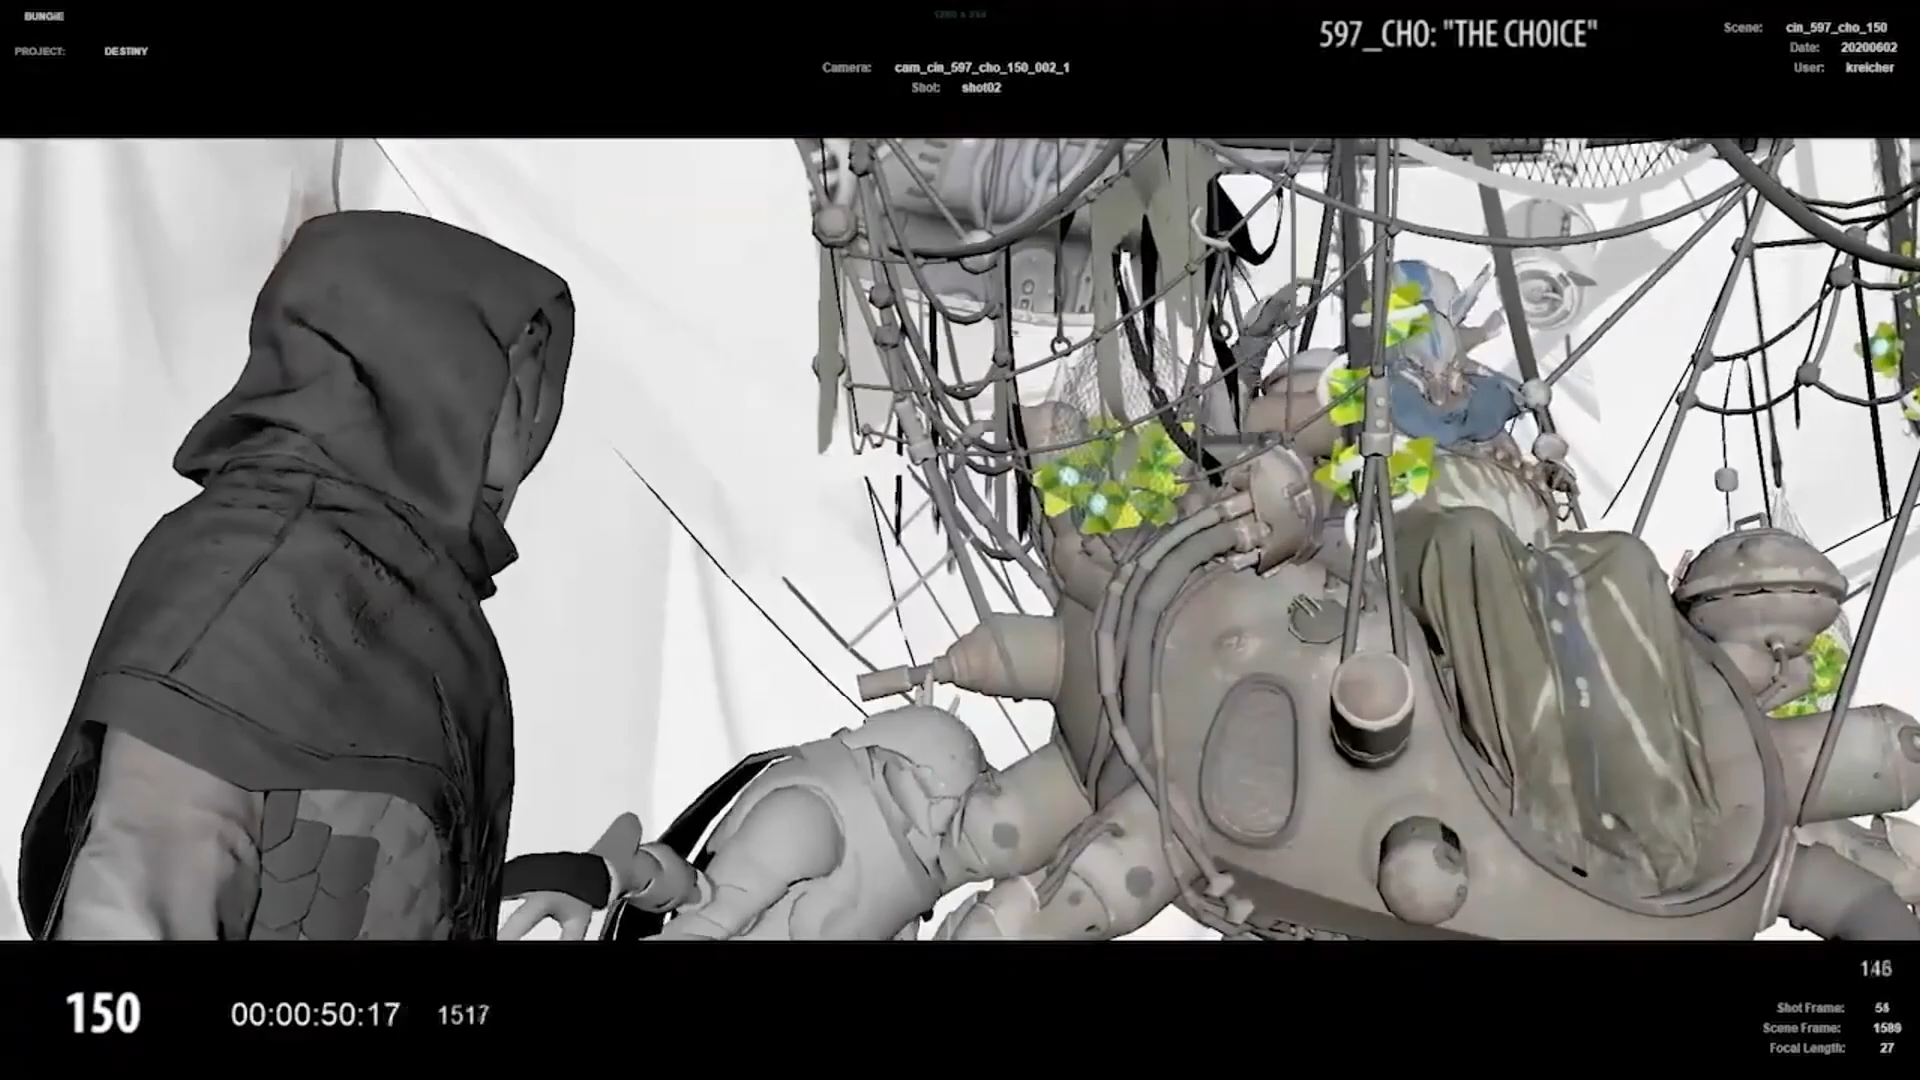 BUNGIE
PROJECT: DESTINY
Camera: cam_cin_597_cho_150_002_1
Shot: shot02
597_CHO: "THE CHOICE"
Scene: cin_597_cho_150
Date: 20200602
User: kreicher
150 00:00:50:17 1517
146
Shot Frame:
Scene Frame: 1589
Focal Length: 27